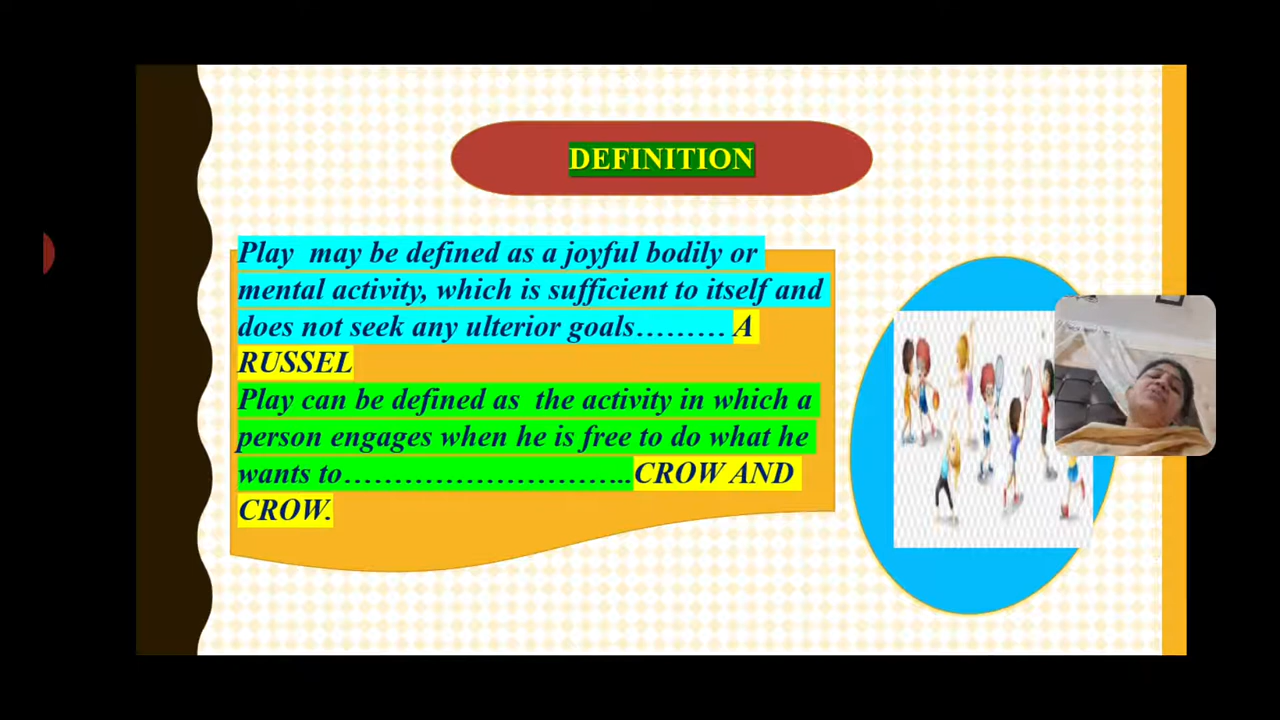 DEFINITION
Play may be defined as a joyful bodily or
mental activity, which is sufficient to itself and
does not seek any ulterior goals……… A
RUSSEL
Play can be defined as the activity in which a
person engages when he is free to do what he
wants to………………………..CROW AND
CROW.